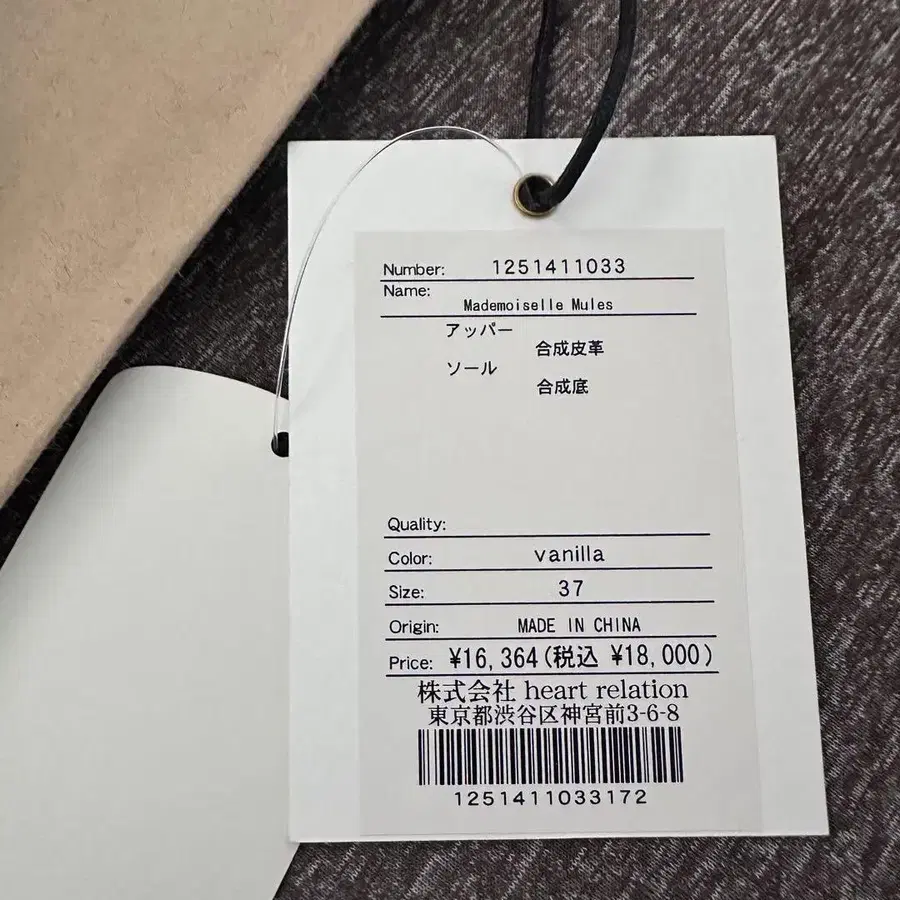 Number: 1251411033
Name:
Mademoiselle Mules
アッパー
合成皮革
ソール
合成底
Quality:
Color: vanilla
Size: 37
Origin: MADE IN CHINA
Price: ¥16,364(税込 ¥18,000)
株式会社 heart relation
東京都渋谷区神宮前3-6-8
1251411033172